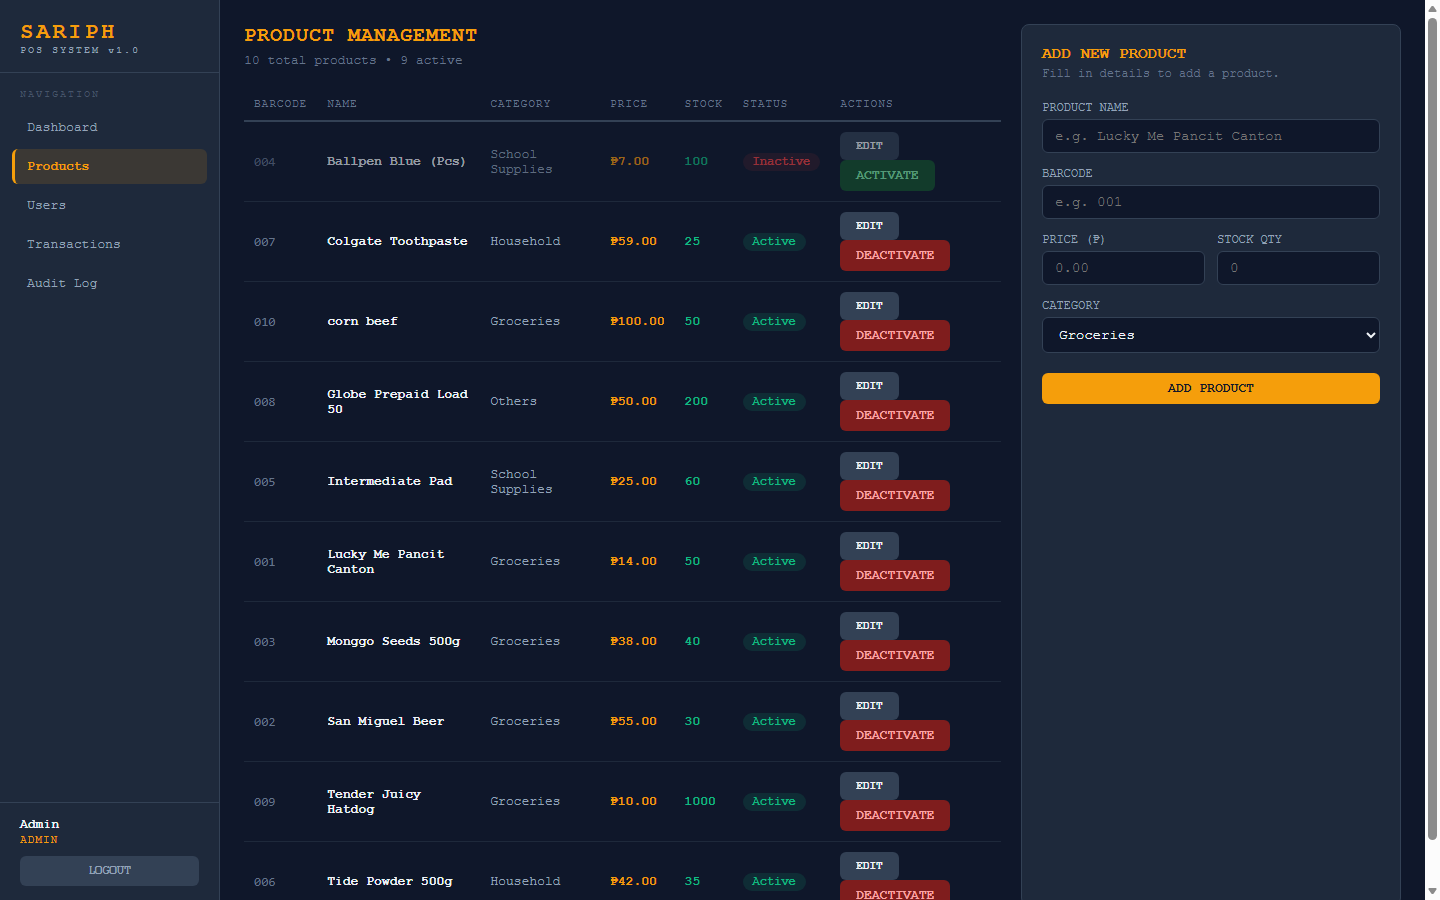 SARIPH
POS SYSTEM v1.0
NAVIGATION
Dashboard
Products
Users
Transactions
Audit Log
Admin
ADMIN
LOGOUT
PRODUCT MANAGEMENT
10 total products • 9 active
BARCODE NAME CATEGORY PRICE STOCK STATUS ACTIONS
004 Ballpen Blue (Pcs) School Supplies ₱7.00 100 Inactive EDIT ACTIVATE
007 Colgate Toothpaste Household ₱59.00 25 Active EDIT DEACTIVATE
010 corn beef Groceries ₱100.00 50 Active EDIT DEACTIVATE
008 Globe Prepaid Load 50 Others ₱50.00 200 Active EDIT DEACTIVATE
005 Intermediate Pad School Supplies ₱25.00 60 Active EDIT DEACTIVATE
001 Lucky Me Pancit Canton Groceries ₱14.00 50 Active EDIT DEACTIVATE
003 Monggo Seeds 500g Groceries ₱38.00 40 Active EDIT DEACTIVATE
002 San Miguel Beer Groceries ₱55.00 30 Active EDIT DEACTIVATE
009 Tender Juicy Hatdog Groceries ₱10.00 1000 Active EDIT DEACTIVATE
006 Tide Powder 500g Household ₱42.00 35 Active EDIT DEACTIVATE
ADD NEW PRODUCT
Fill in details to add a product.
PRODUCT NAME
e.g. Lucky Me Pancit Canton
BARCODE
e.g. 001
PRICE (₱) STOCK QTY
0.00 0
CATEGORY
Groceries
ADD PRODUCT